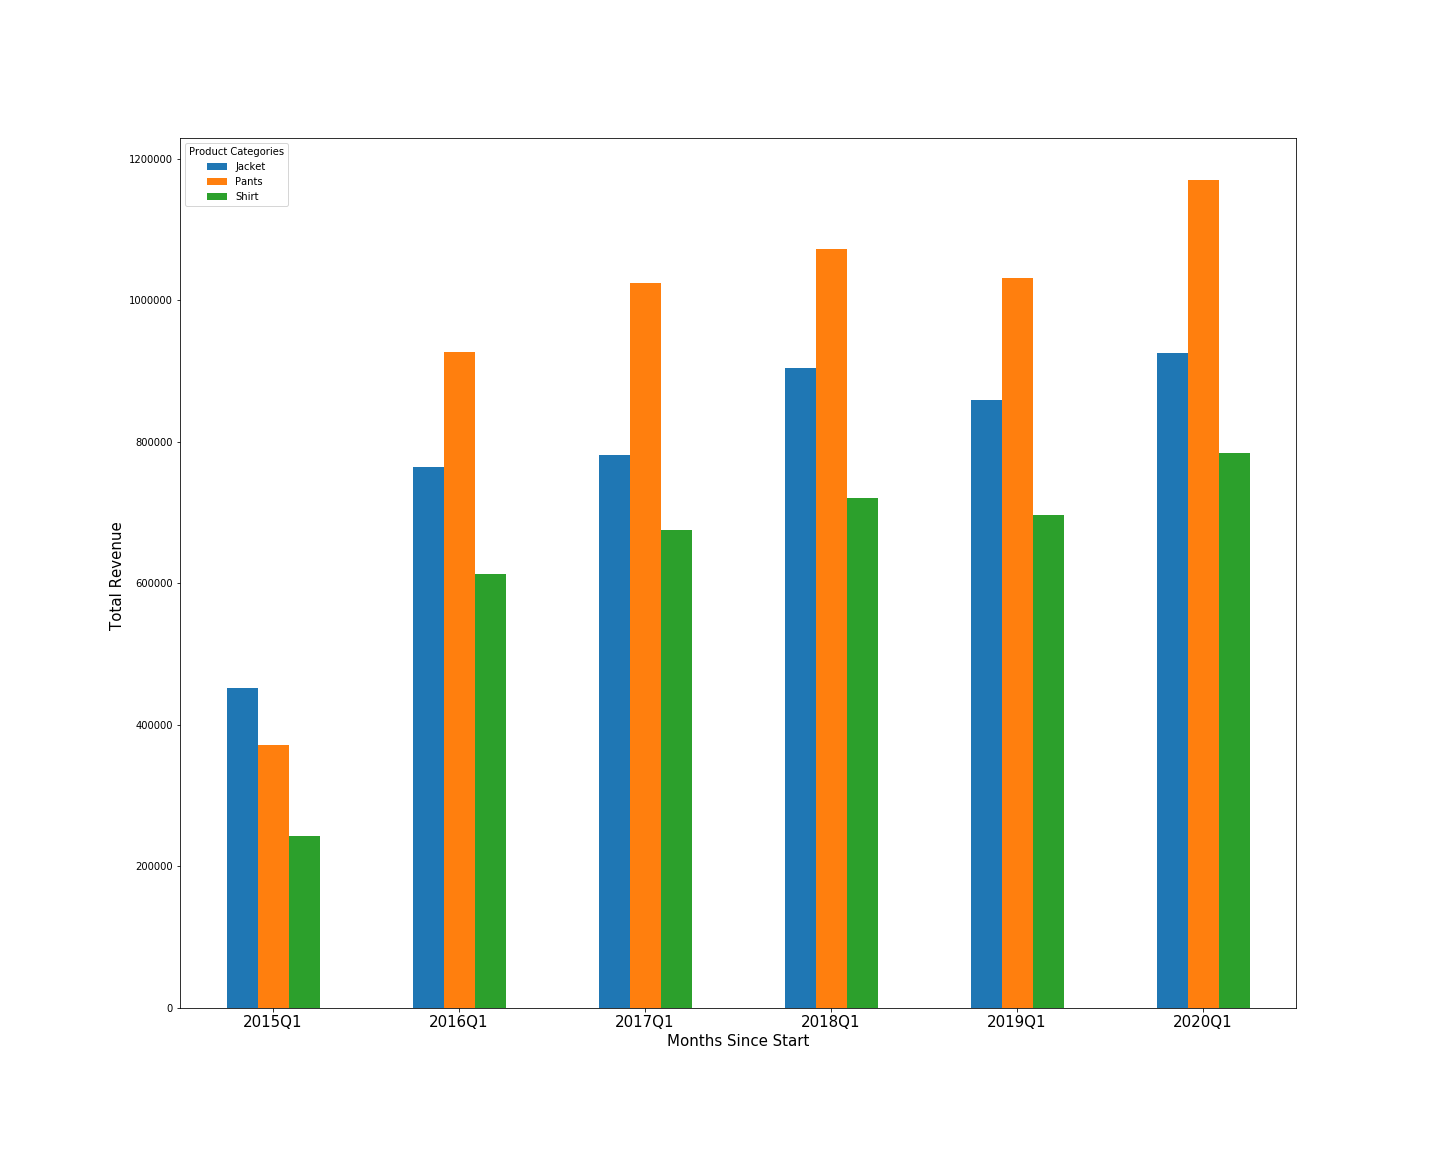 Product Categories
Jacket
Pants
Shirt
1200000
1000000
800000
600000
400000
200000
0
Total Revenue
2015Q1 2016Q1 2017Q1 2018Q1 2019Q1 2020Q1
Months Since Start